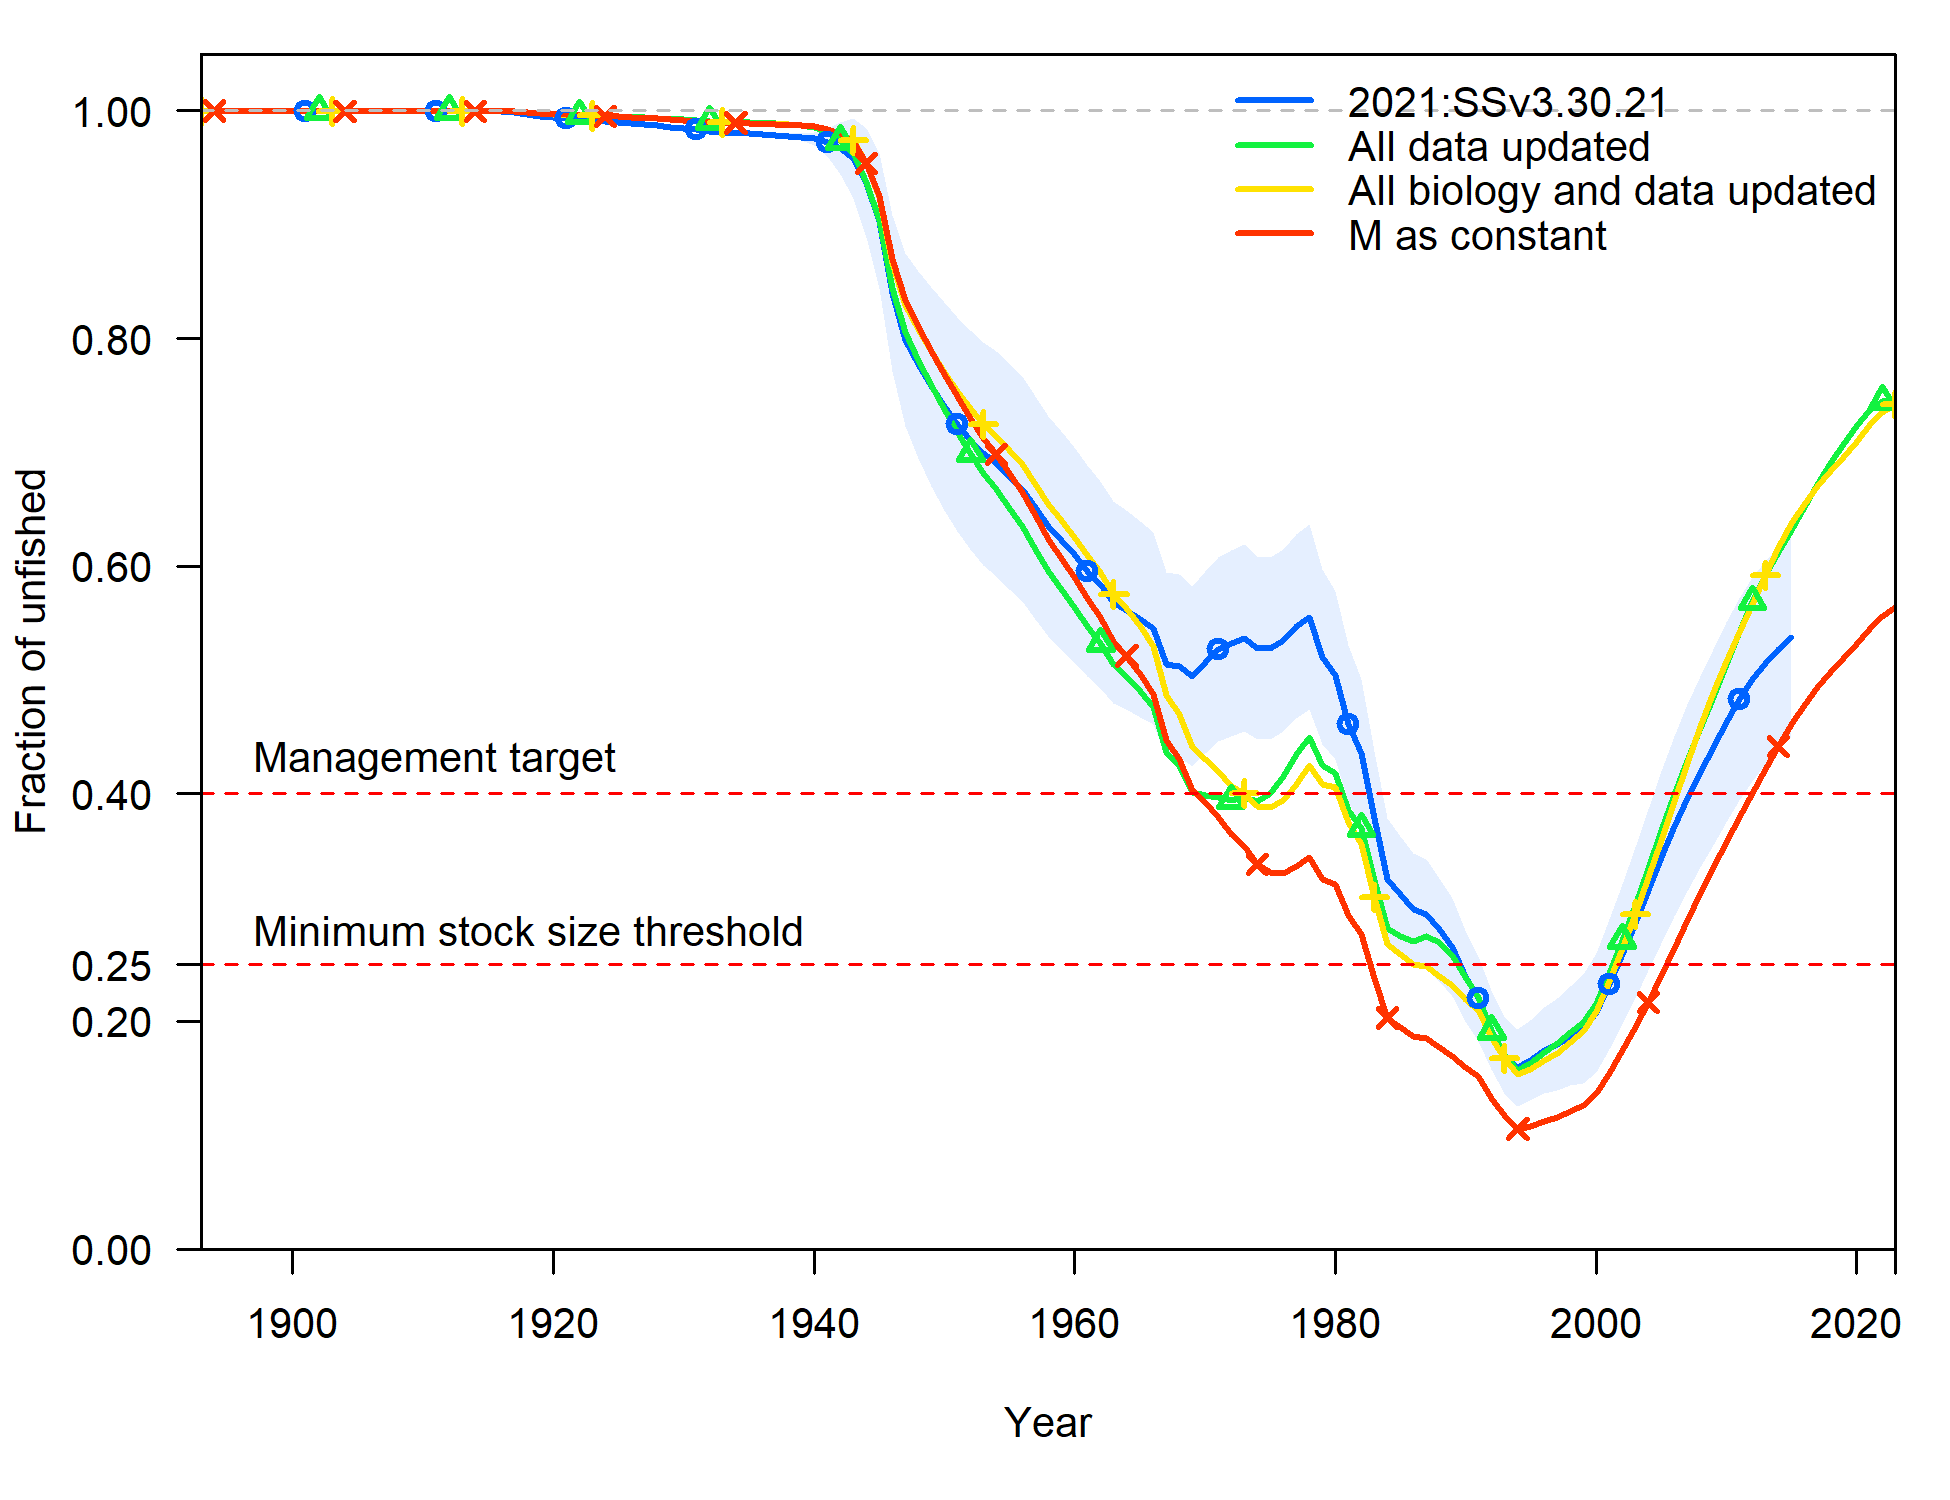 2021:SSv3.30.21
All data updated
All biology and data updated
M as constant
Fraction of unfished
1.00
0.80
0.60
0.40
0.25
0.20
0.00
Management target
Minimum stock size threshold
1900 1920 1940 1960 1980 2000 2020
Year